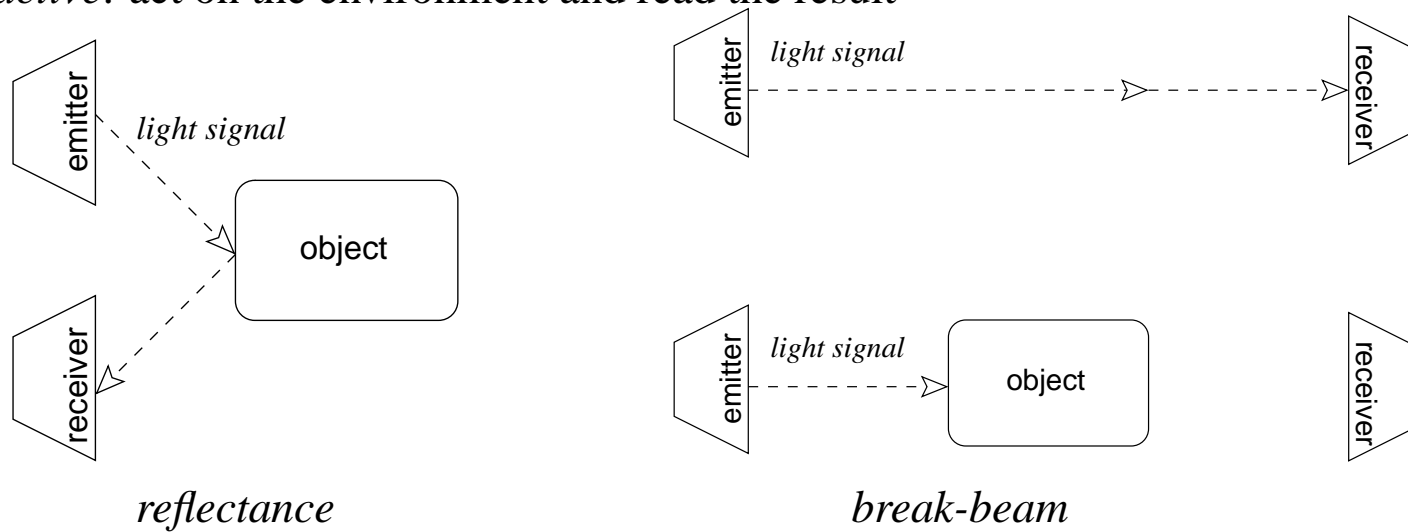 active: act on the environment and read the result
emitter
light signal
object
receiver
reflectance
emitter
light signal
receiver
emitter
light signal
object
receiver
break-beam